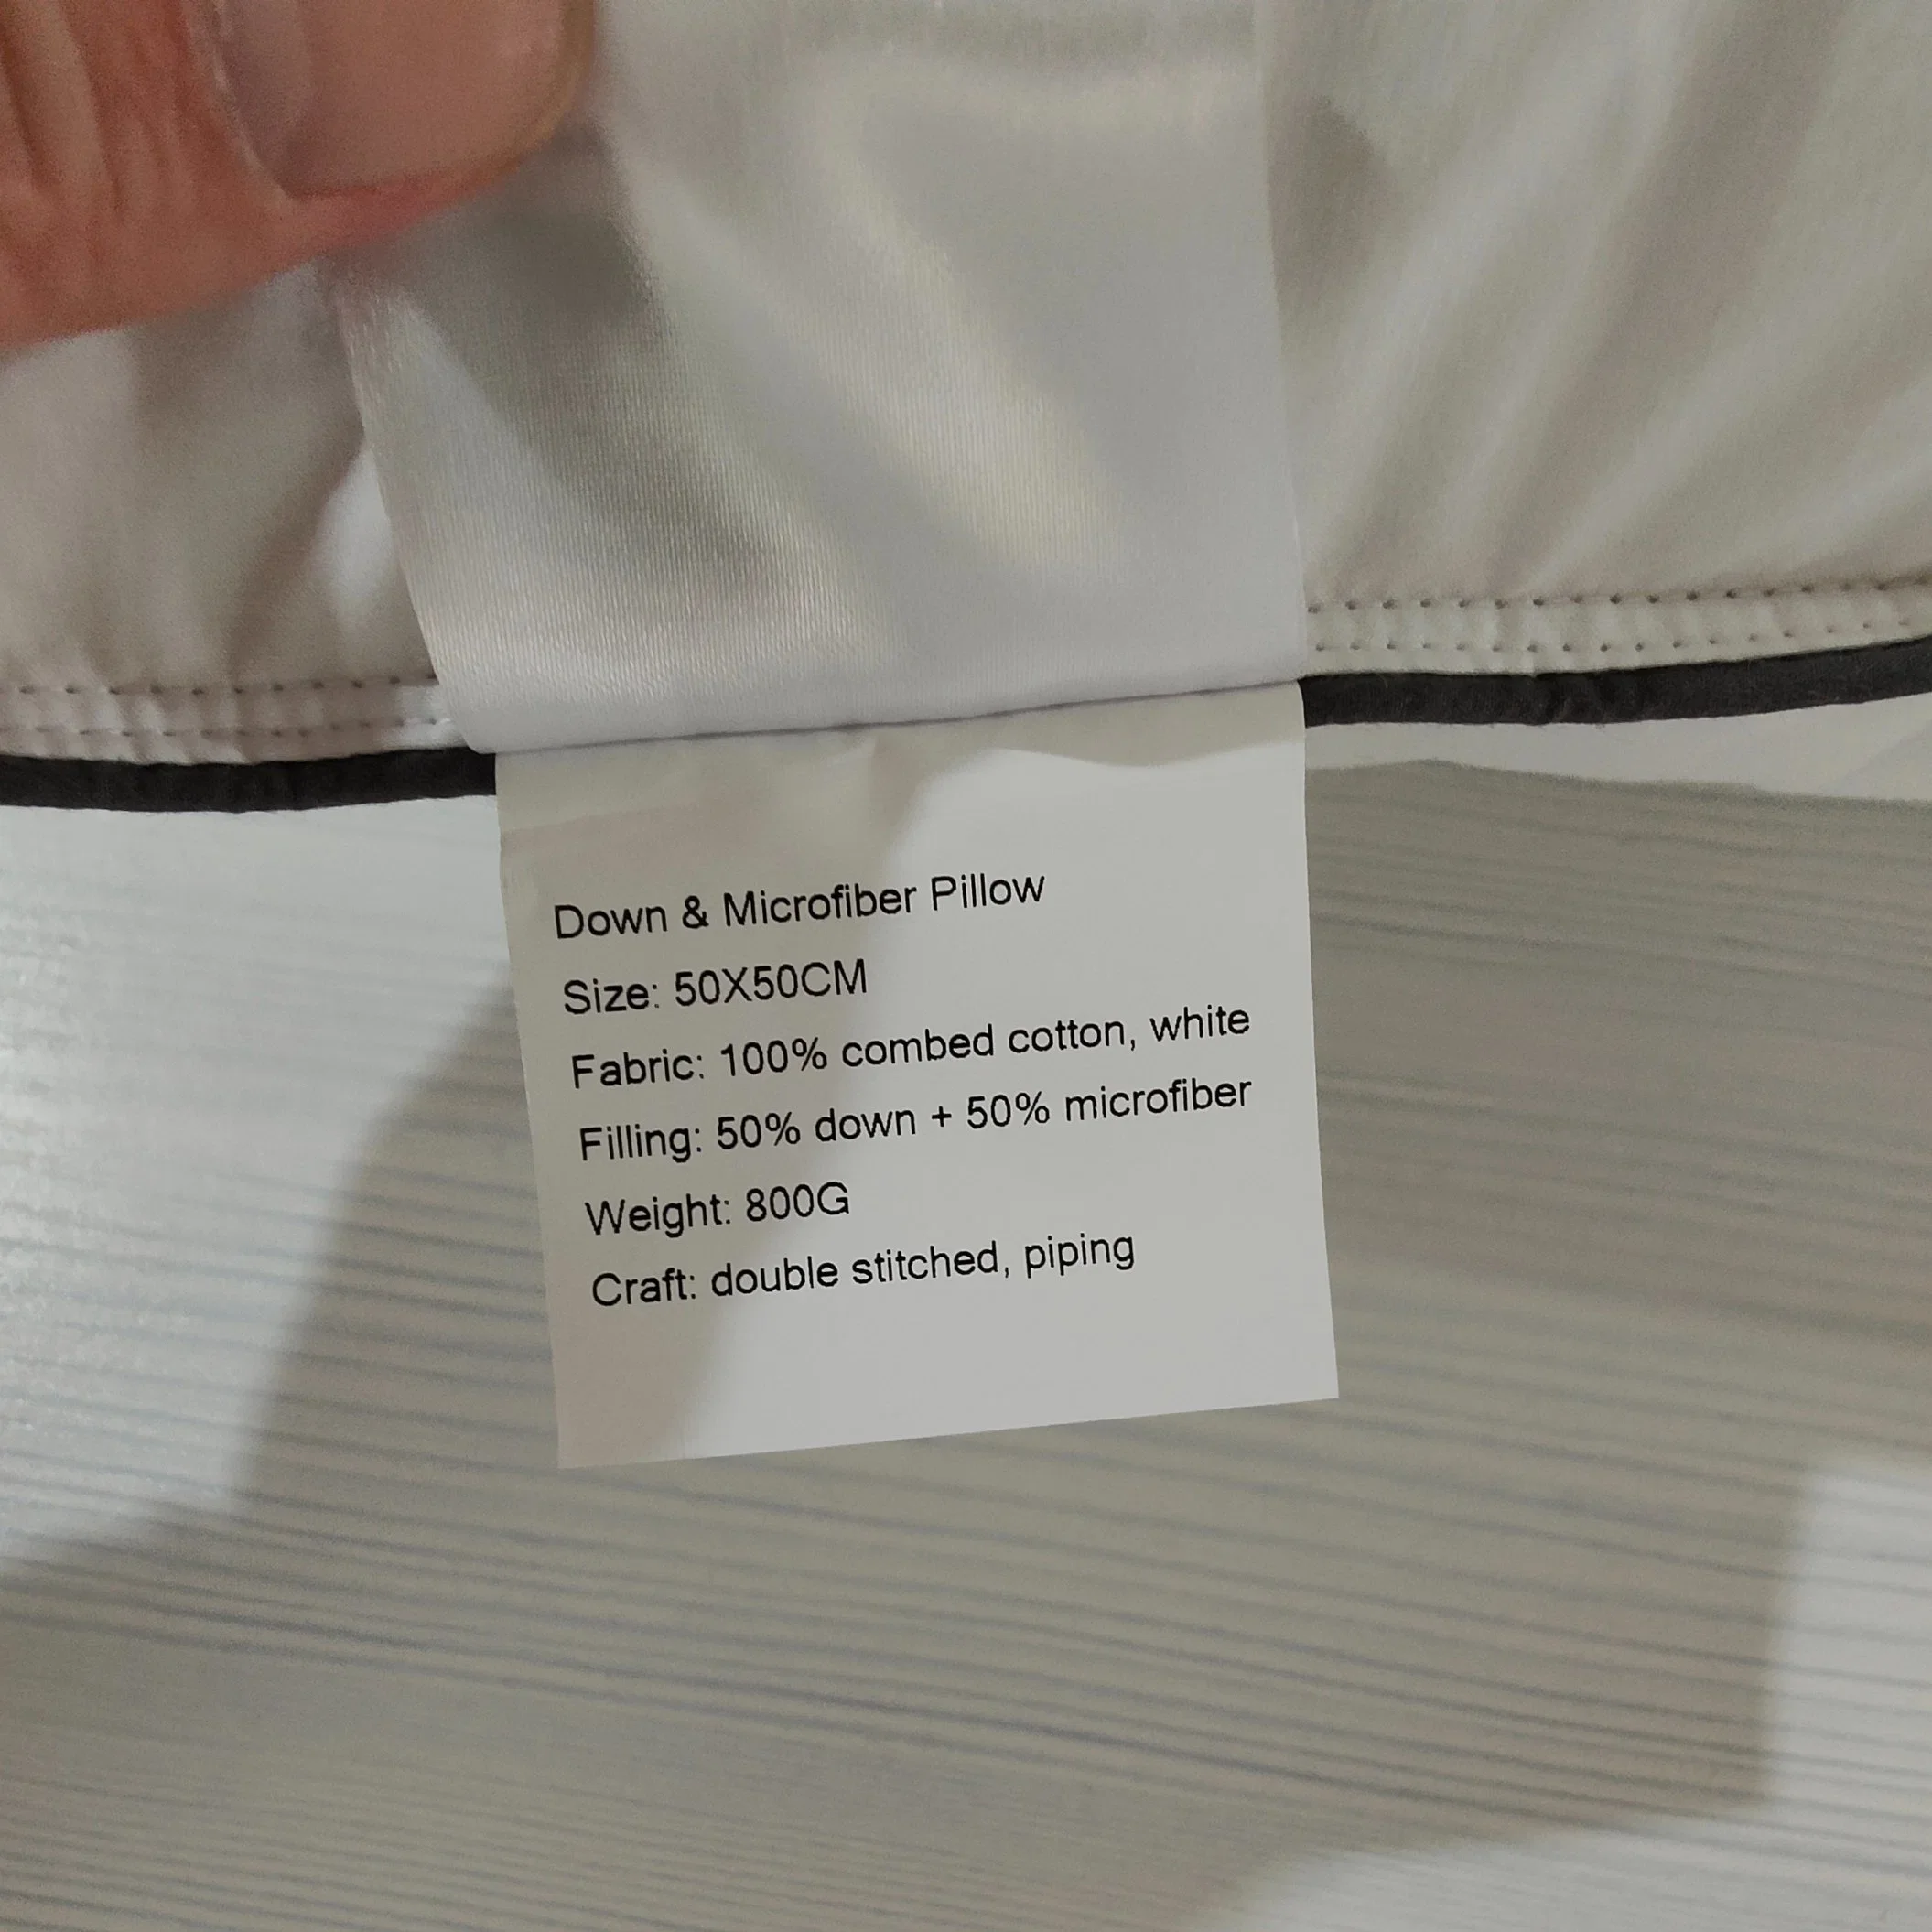 Down & Microfiber Pillow
Size: 50X50CM
Fabric: 100% combed cotton, white
Filling: 50% down + 50% microfiber
Weight: 800G
Craft: double stitched, piping